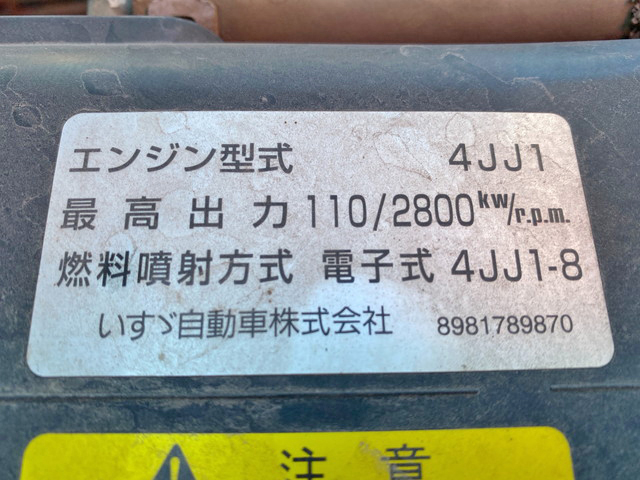 エンジン型式 4JJ1
最高出力 110/2800kw/r.p.m.
燃料噴射方式 電子式 4JJ1-8
いすゞ自動車株式会社 8981789870
注意